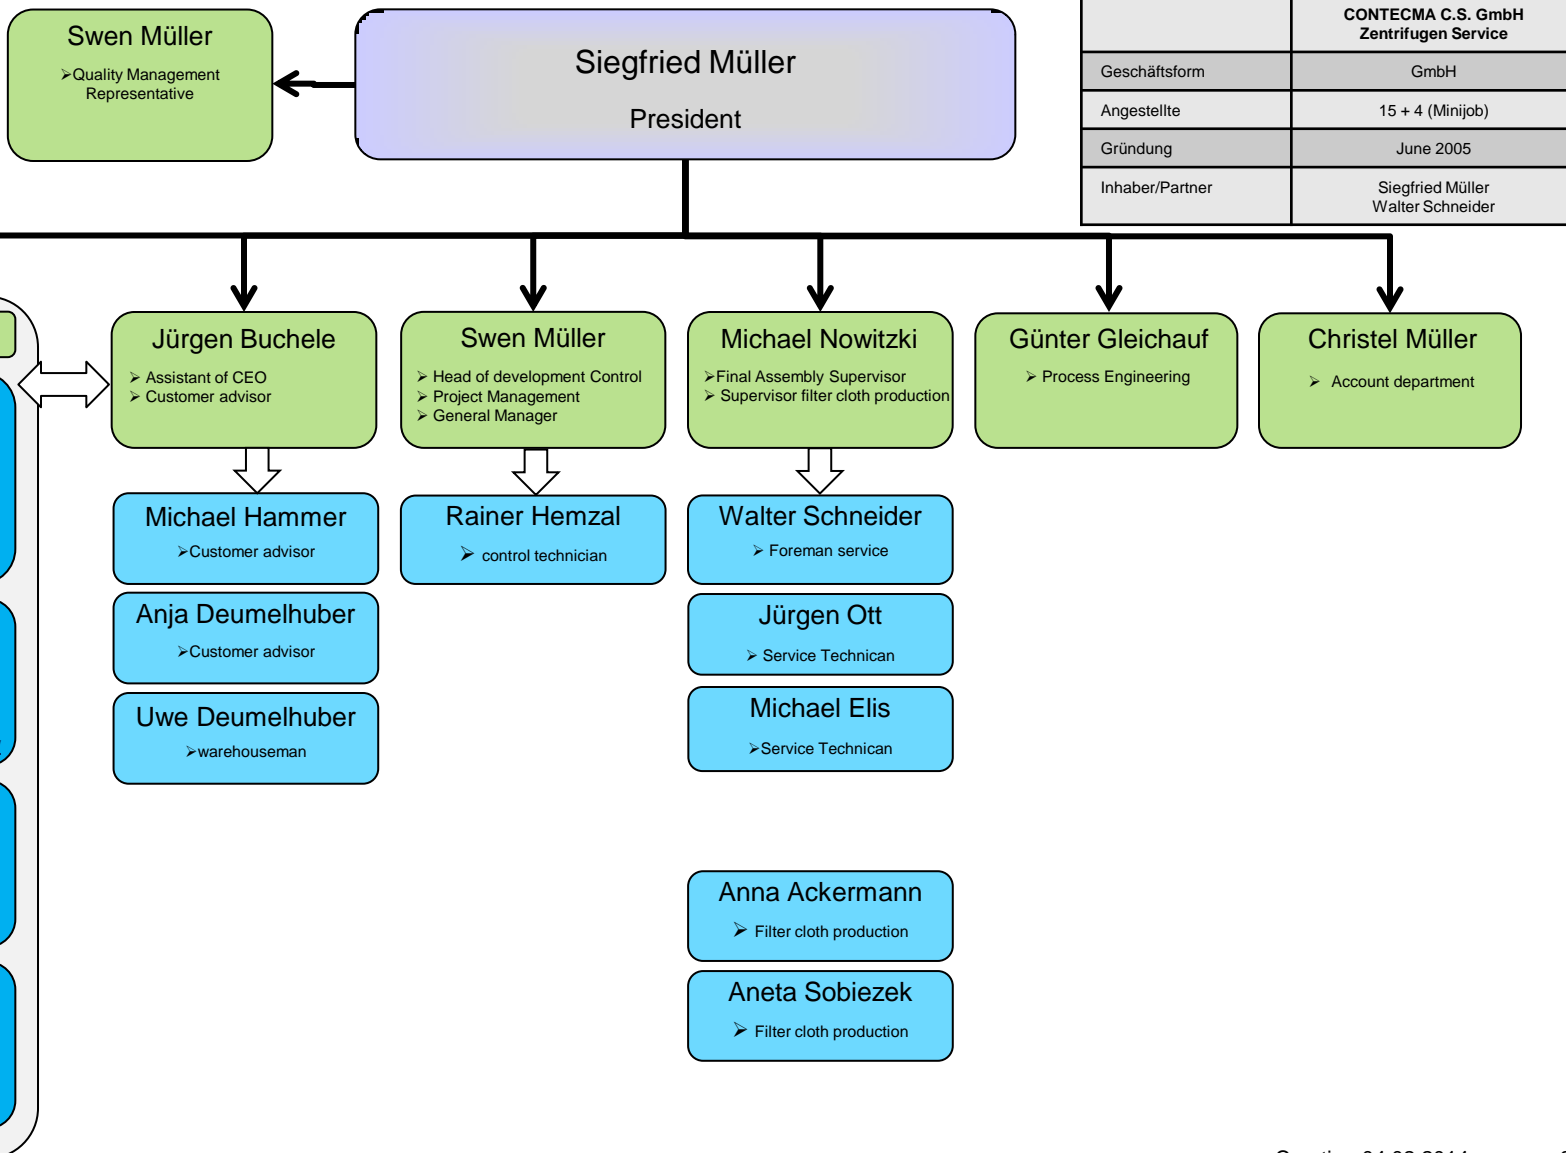 Swen Müller
➢Quality Management
Representative
Siegfried Müller
President
CONTECMA C.S. GmbH
Zentrifugen Service
Geschäftsform GmbH
Angestellte 15 + 4 (Minijob)
Gründung June 2005
Inhaber/Partner Siegfried Müller
Walter Schneider
Jürgen Buchele
➢ Assistant of CEO
➢ Customer advisor
Swen Müller
➢ Head of development Control
➢ Project Management
➢ General Manager
Michael Nowitzki
➢Final Assembly Supervisor
➢ Supervisor filter cloth production
Günter Gleichauf
➢ Process Engineering
Christel Müller
➢ Account department
Michael Hammer
➢Customer advisor
Anja Deumelhuber
➢Customer advisor
Uwe Deumelhuber
➢warehouseman
Rainer Hemzal
➢ control technician
Walter Schneider
➢ Foreman service
Jürgen Ott
➢ Service Technican
Michael Elis
➢Service Technican
Anna Ackermann
➢ Filter cloth production
Aneta Sobiezek
➢ Filter cloth production